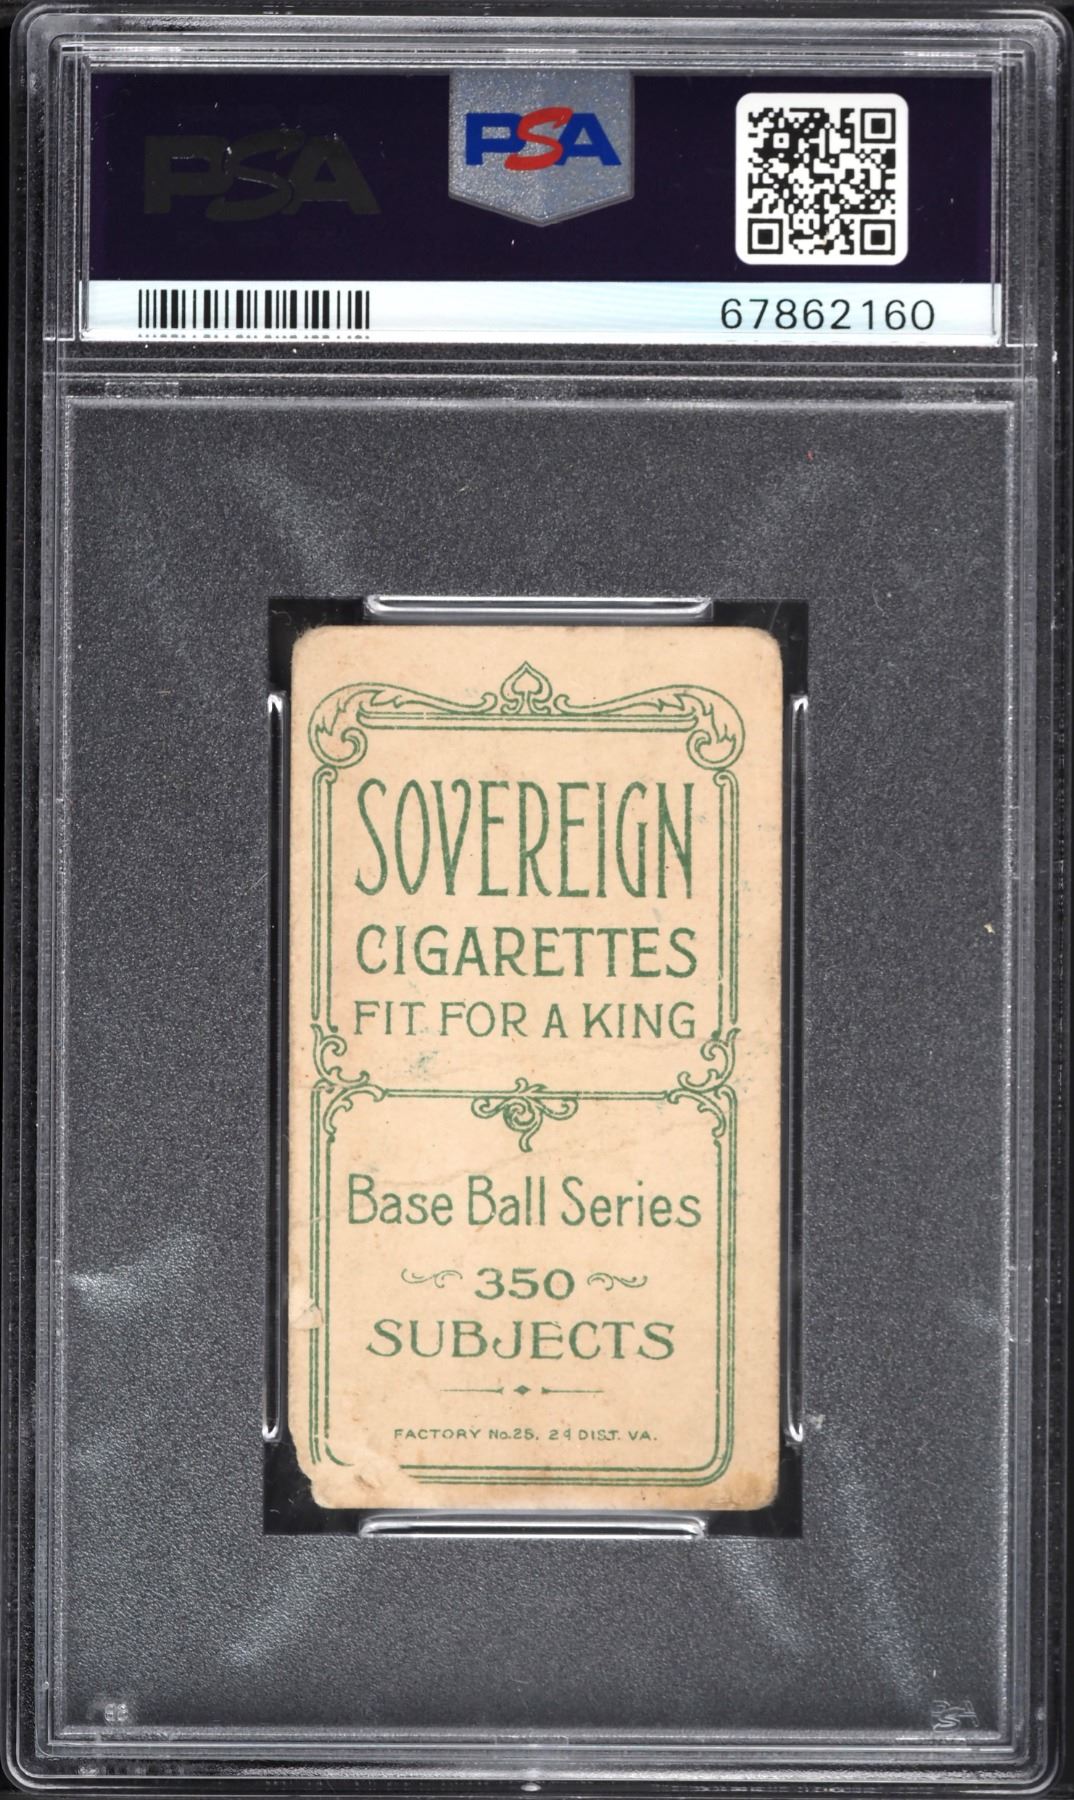 PSA
PSA
67862160
SOVEREIGN
CIGARETTES
FIT FOR A KING
Base Ball Series
350
SUBJECTS
FACTORY No.25, 2d DIST. VA.
PSA